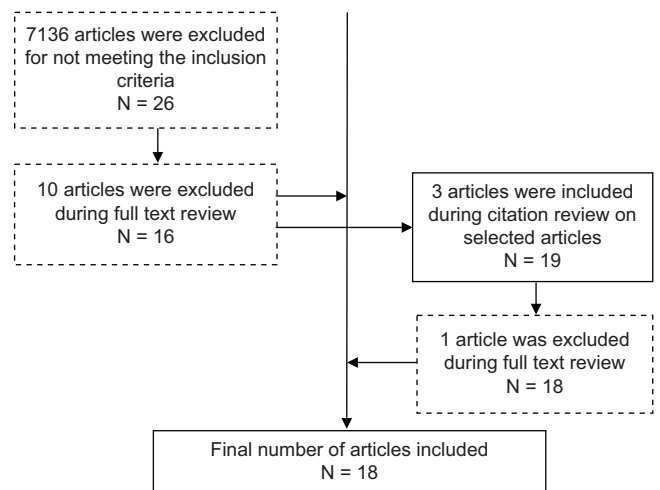 7136 articles were excluded
for not meeting the inclusion
criteria
N = 26
10 articles were excluded
during full text review
N = 16
3 articles were included
during citation review on
selected articles
N = 19
1 article was excluded
during full text review
N = 18
Final number of articles included
N = 18